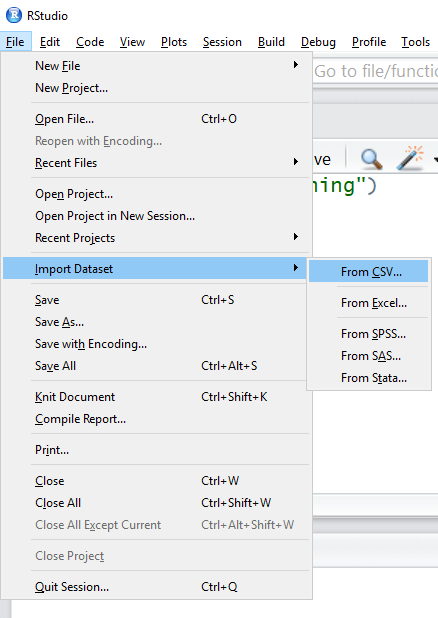 RStudio
File Edit Code View Plots Session Build Debug Profile Tools
New File
New Project...
Go to file/functio
Open File... Ctrl+O
Reopen with Encoding...
Recent Files
ve
ning")
Open Project...
Open Project in New Session...
Recent Projects
Import Dataset
From CSV...
From Excel...
From SPSS...
From SAS...
From Stata...
Save Ctrl+S
Save As...
Save with Encoding...
Save All Ctrl+Alt+S
Knit Document Ctrl+Shift+K
Compile Report...
Print...
Close Ctrl+W
Close All Ctrl+Shift+W
Close All Except Current Ctrl+Alt+Shift+W
Close Project
Quit Session... Ctrl+Q